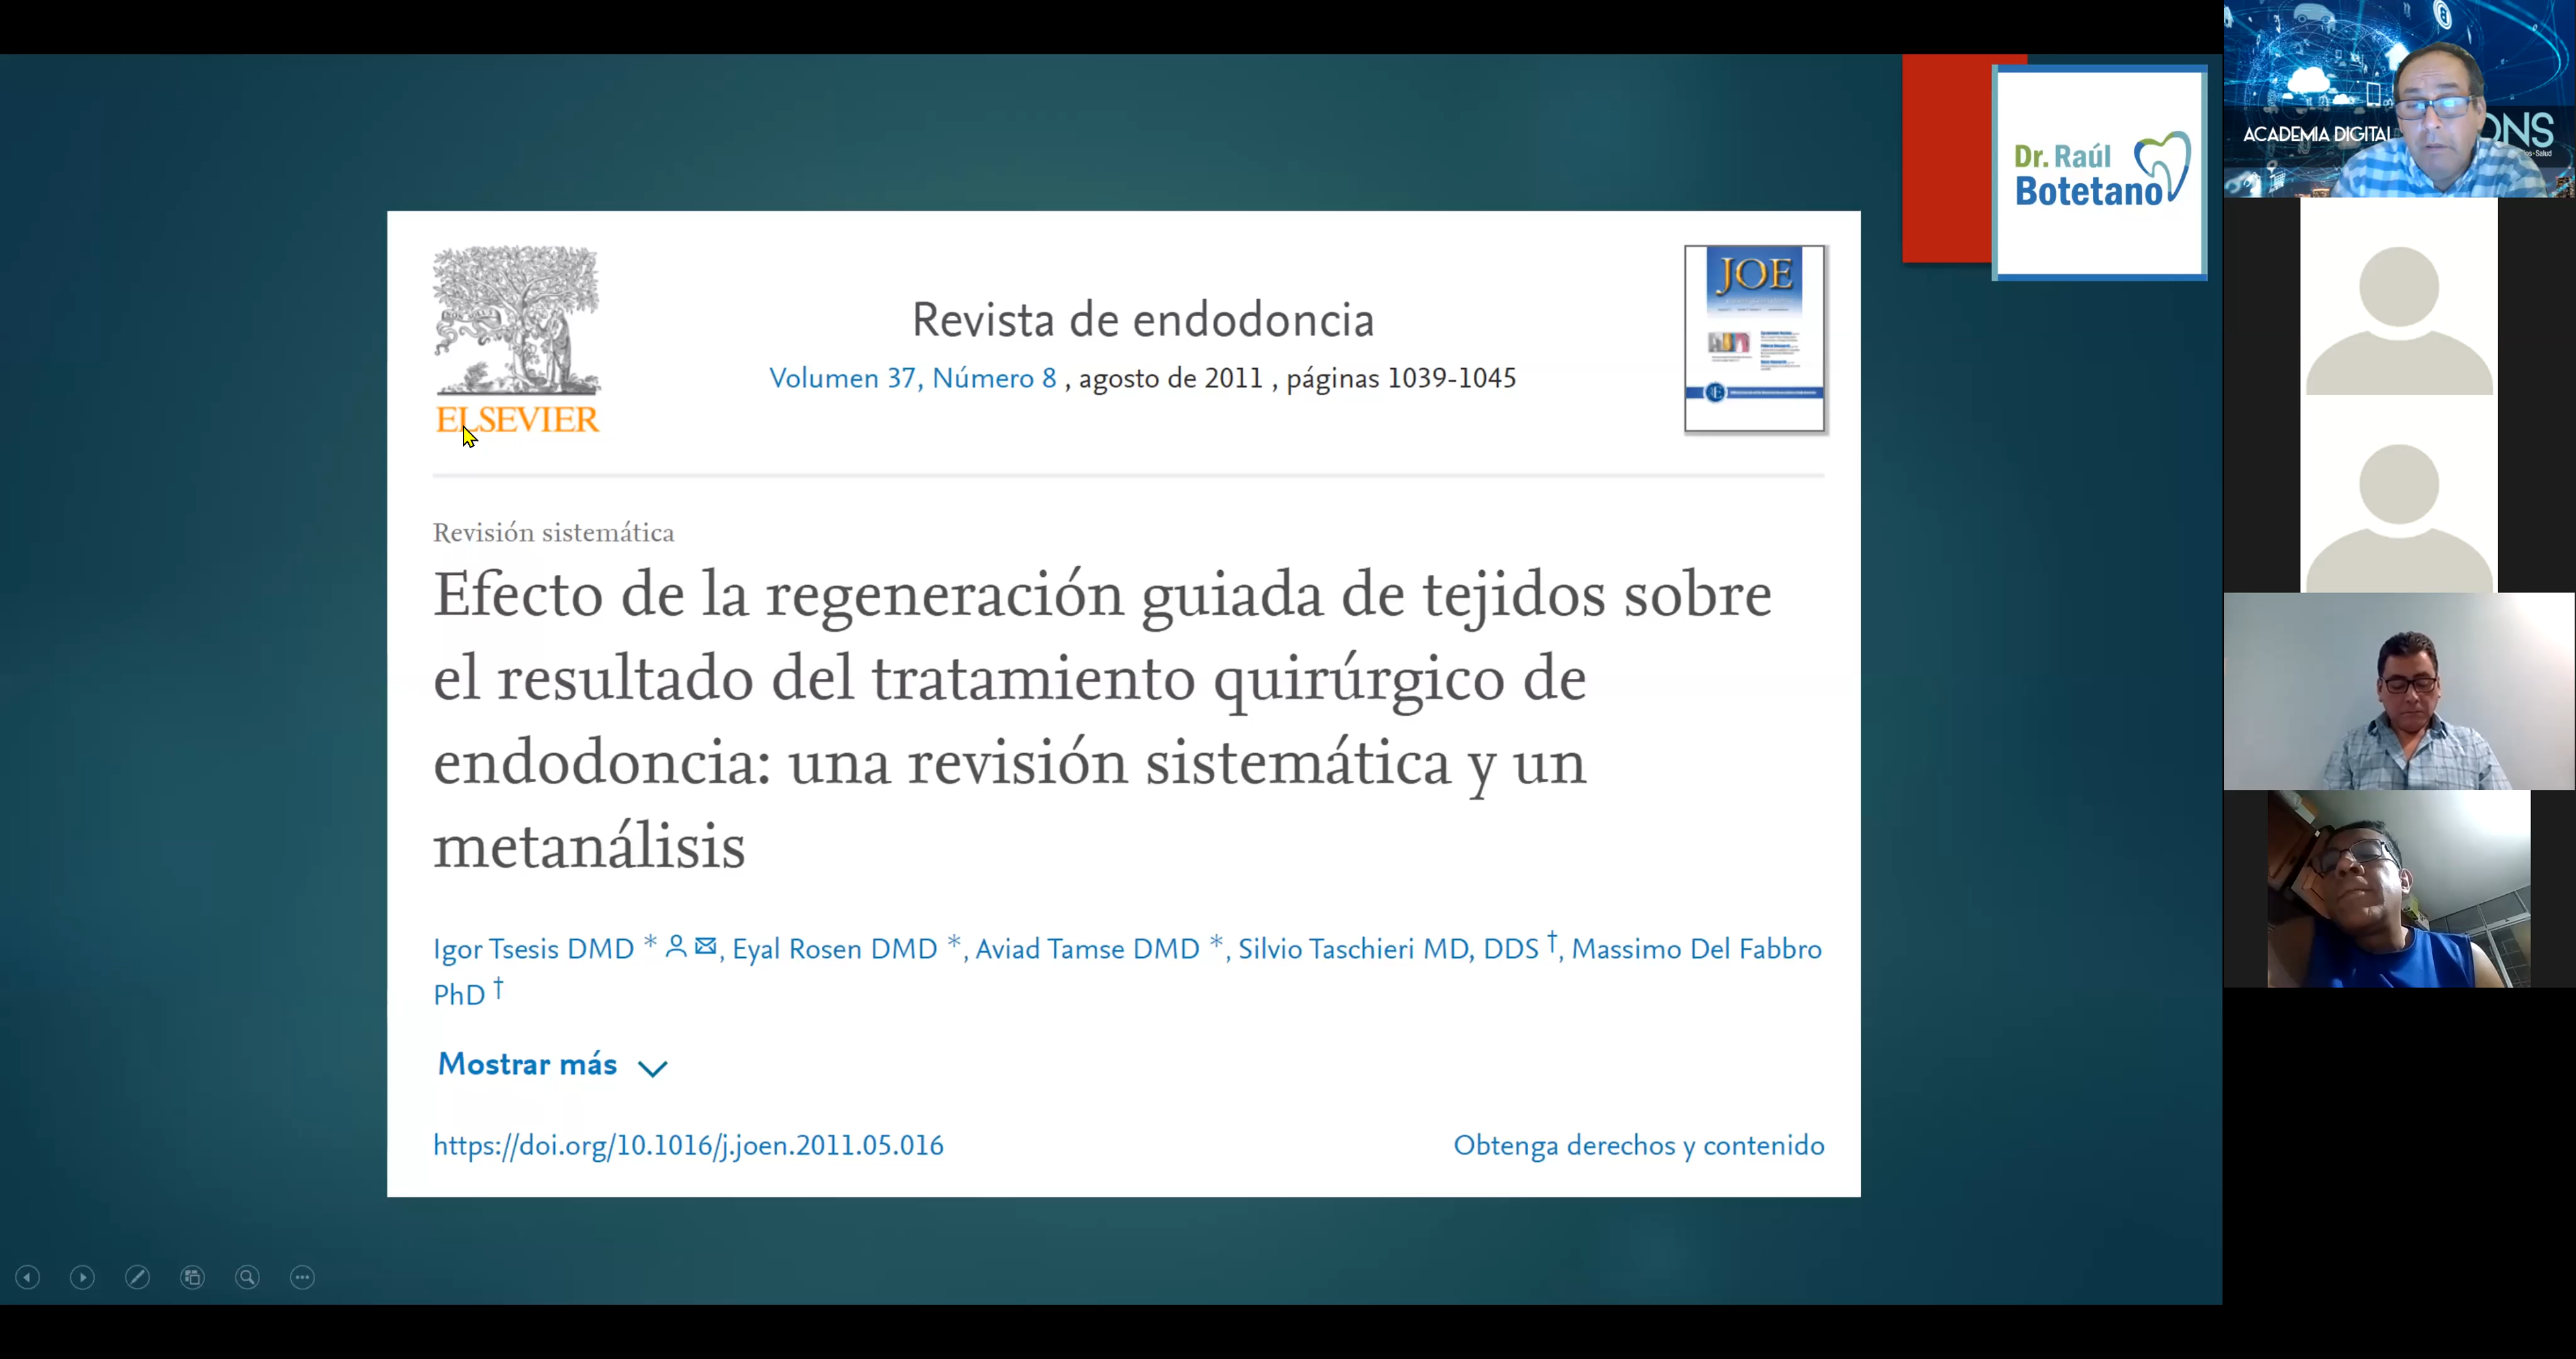 ACADEMIA DIGITAL
ONS
Dr. Raúl
Botetano
ELSEVIER
Revista de endodoncia
Volumen 37, Número 8 , agosto de 2011 , páginas 1039-1045
JOE
Revisión sistemática
Efecto de la regeneración guiada de tejidos sobre
el resultado del tratamiento quirúrgico de
endodoncia: una revisión sistemática y un
metanálisis
Igor Tsesis DMD *, Eyal Rosen DMD *, Aviad Tamse DMD *, Silvio Taschieri MD, DDS †, Massimo Del Fabbro
PhD †
Mostrar más
https://doi.org/10.1016/j.joen.2011.05.016
Obtenga derechos y contenido